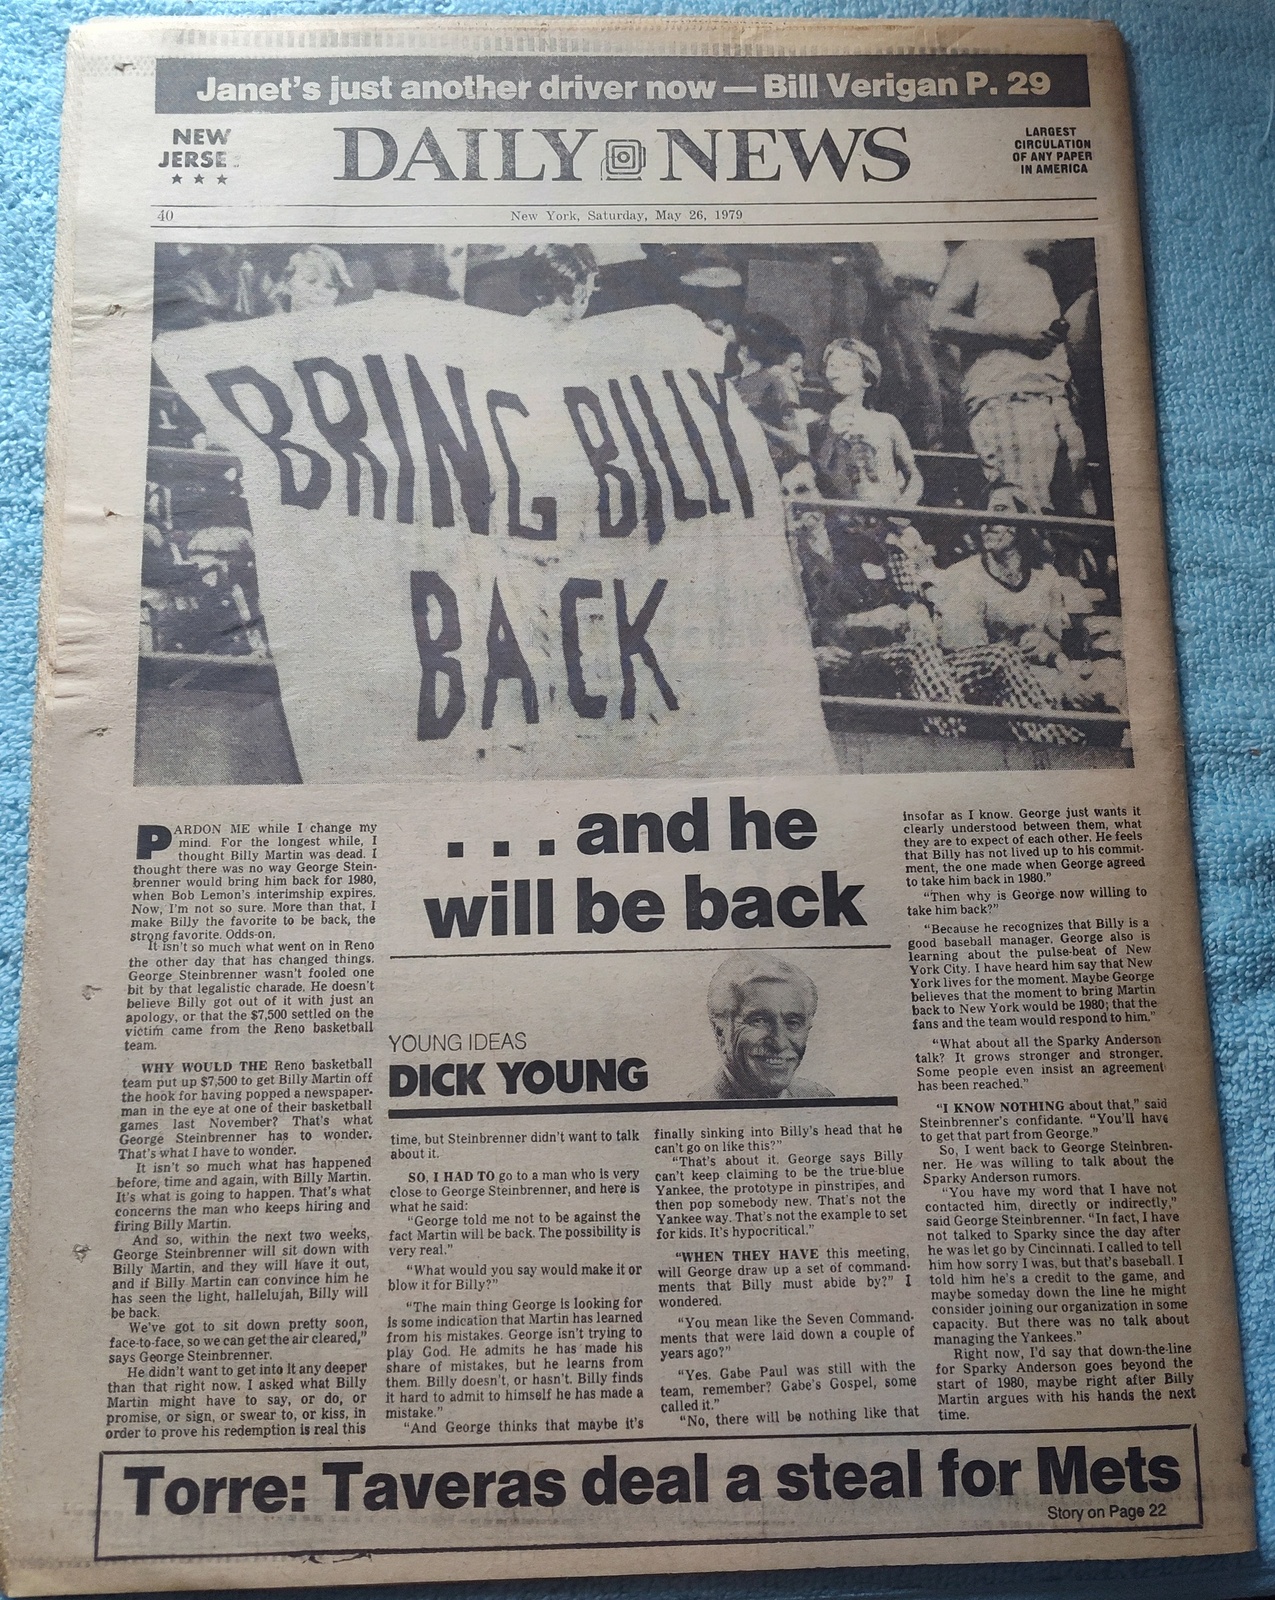 Janet's just another driver now — Bill Verigan P. 29
NEW
JERSE
★ ★ ★
DAILY NEWS
LARGEST
CIRCULATION
OF ANY PAPER
IN AMERICA
40
New York, Saturday, May 26, 1979
BRING BILLY
BACK
. . . and he
will be back
YOUNG IDEAS
DICK YOUNG
PARDON ME while I change my
mind. For the longest while, I
thought Billy Martin was dead. I
thought there was no way George Stein-
brenner would bring him back for 1980,
when Bob Lemon's interimship expires.
Now, I'm not so sure. More than that, I
make Billy the favorite to be back, the
strong favorite. Odds-on.
It isn't so much what went on in Reno
the other day that has changed things.
George Steinbrenner wasn't fooled one
bit by that legalistic charade. He doesn't
believe Billy got out of it with just an
apology, or that the $7,500 settled on the
victim came from the Reno basketball
team.
WHY WOULD THE Reno basketball
team put up $7,500 to get Billy Martin off
the hook for having popped a newspaper-
man in the eye at one of their basketball
games last November? That's what
George Steinbrenner has to wonder.
That's what I have to wonder.
It isn't so much what has happened
before, time and again, with Billy Martin.
It's what is going to happen. That's what
concerns the man who keeps hiring and
firing Billy Martin.
And so, within the next two weeks,
George Steinbrenner will sit down with
Billy Martin, and they will have it out,
and if Billy Martin can convince him he
has seen the light, hallelujah, Billy will
be back.
We've got to sit down pretty soon,
face-to-face, so we can get the air cleared,"
says George Steinbrenner.
He didn't want to get into it any deeper
than that right now. I asked what Billy
Martin might have to say, or do, or
promise, or sign, or swear to, or kiss, in
order to prove his redemption is real this
time, but Steinbrenner didn't want to talk
about it.
SO, I HAD TO go to a man who is very
close to George Steinbrenner, and here is
what he said:
"George told me not to be against the
fact Martin will be back. The possibility is
very real."
"What would you say would make it or
blow it for Billy?"
"The main thing George is looking for
is some indication that Martin has learned
from his mistakes. George isn't trying to
play God. He admits he has made his
share of mistakes, but he learns from
them. Billy doesn't, or hasn't. Billy finds
it hard to admit to himself he has made a
mistake."
"And George thinks that maybe it's
finally sinking into Billy's head that he
can't go on like this?"
"That's about it. George says Billy
can't keep claiming to be the true-blue
Yankee, the prototype in pinstripes, and
then pop somebody new. That's not the
Yankee way. That's not the example to set
for kids. It's hypocritical."
"WHEN THEY HAVE this meeting,
will George draw up a set of command-
ments that Billy must abide by?" I
wondered.
"You mean like the Seven Command-
ments that were laid down a couple of
years ago?"
"Yes. Gabe Paul was still with the
team, remember? Gabe's Gospel, some
called it."
"No, there will be nothing like that
insofar as I know. George just wants it
clearly understood between them, what
they are to expect of each other. He feels
that Billy has not lived up to his commit-
ment, the one made when George agreed
to take him back in 1980."
"Then why is George now willing to
take him back?"
"Because he recognizes that Billy is a
good baseball manager. George also is
learning about the pulse-beat of New
York City. I have heard him say that New
York lives for the moment. Maybe George
believes that the moment to bring Martin
back to New York would be 1980; that the
fans and the team would respond to him."
"What about all the Sparky Anderson
talk? It grows stronger and stronger.
Some people even insist an agreement
has been reached."
"I KNOW NOTHING about that," said
Steinbrenner's confidante. "You'll have
to get that part from George."
So, I went back to George Steinbren-
ner. He was willing to talk about the
Sparky Anderson rumors.
"You have my word that I have not
contacted him, directly or indirectly,"
said George Steinbrenner. "In fact, I have
not talked to Sparky since the day after
he was let go by Cincinnati. I called to tell
him how sorry I was, but that's baseball. I
told him he's a credit to the game, and
maybe someday down the line he might
consider joining our organization in some
capacity. But there was no talk about
managing the Yankees."
Right now, I'd say that down-the-line
for Sparky Anderson goes beyond the
start of 1980, maybe right after Billy
Martin argues with his hands the next
time.
Torre: Taveras deal a steal for Mets
Story on Page 22